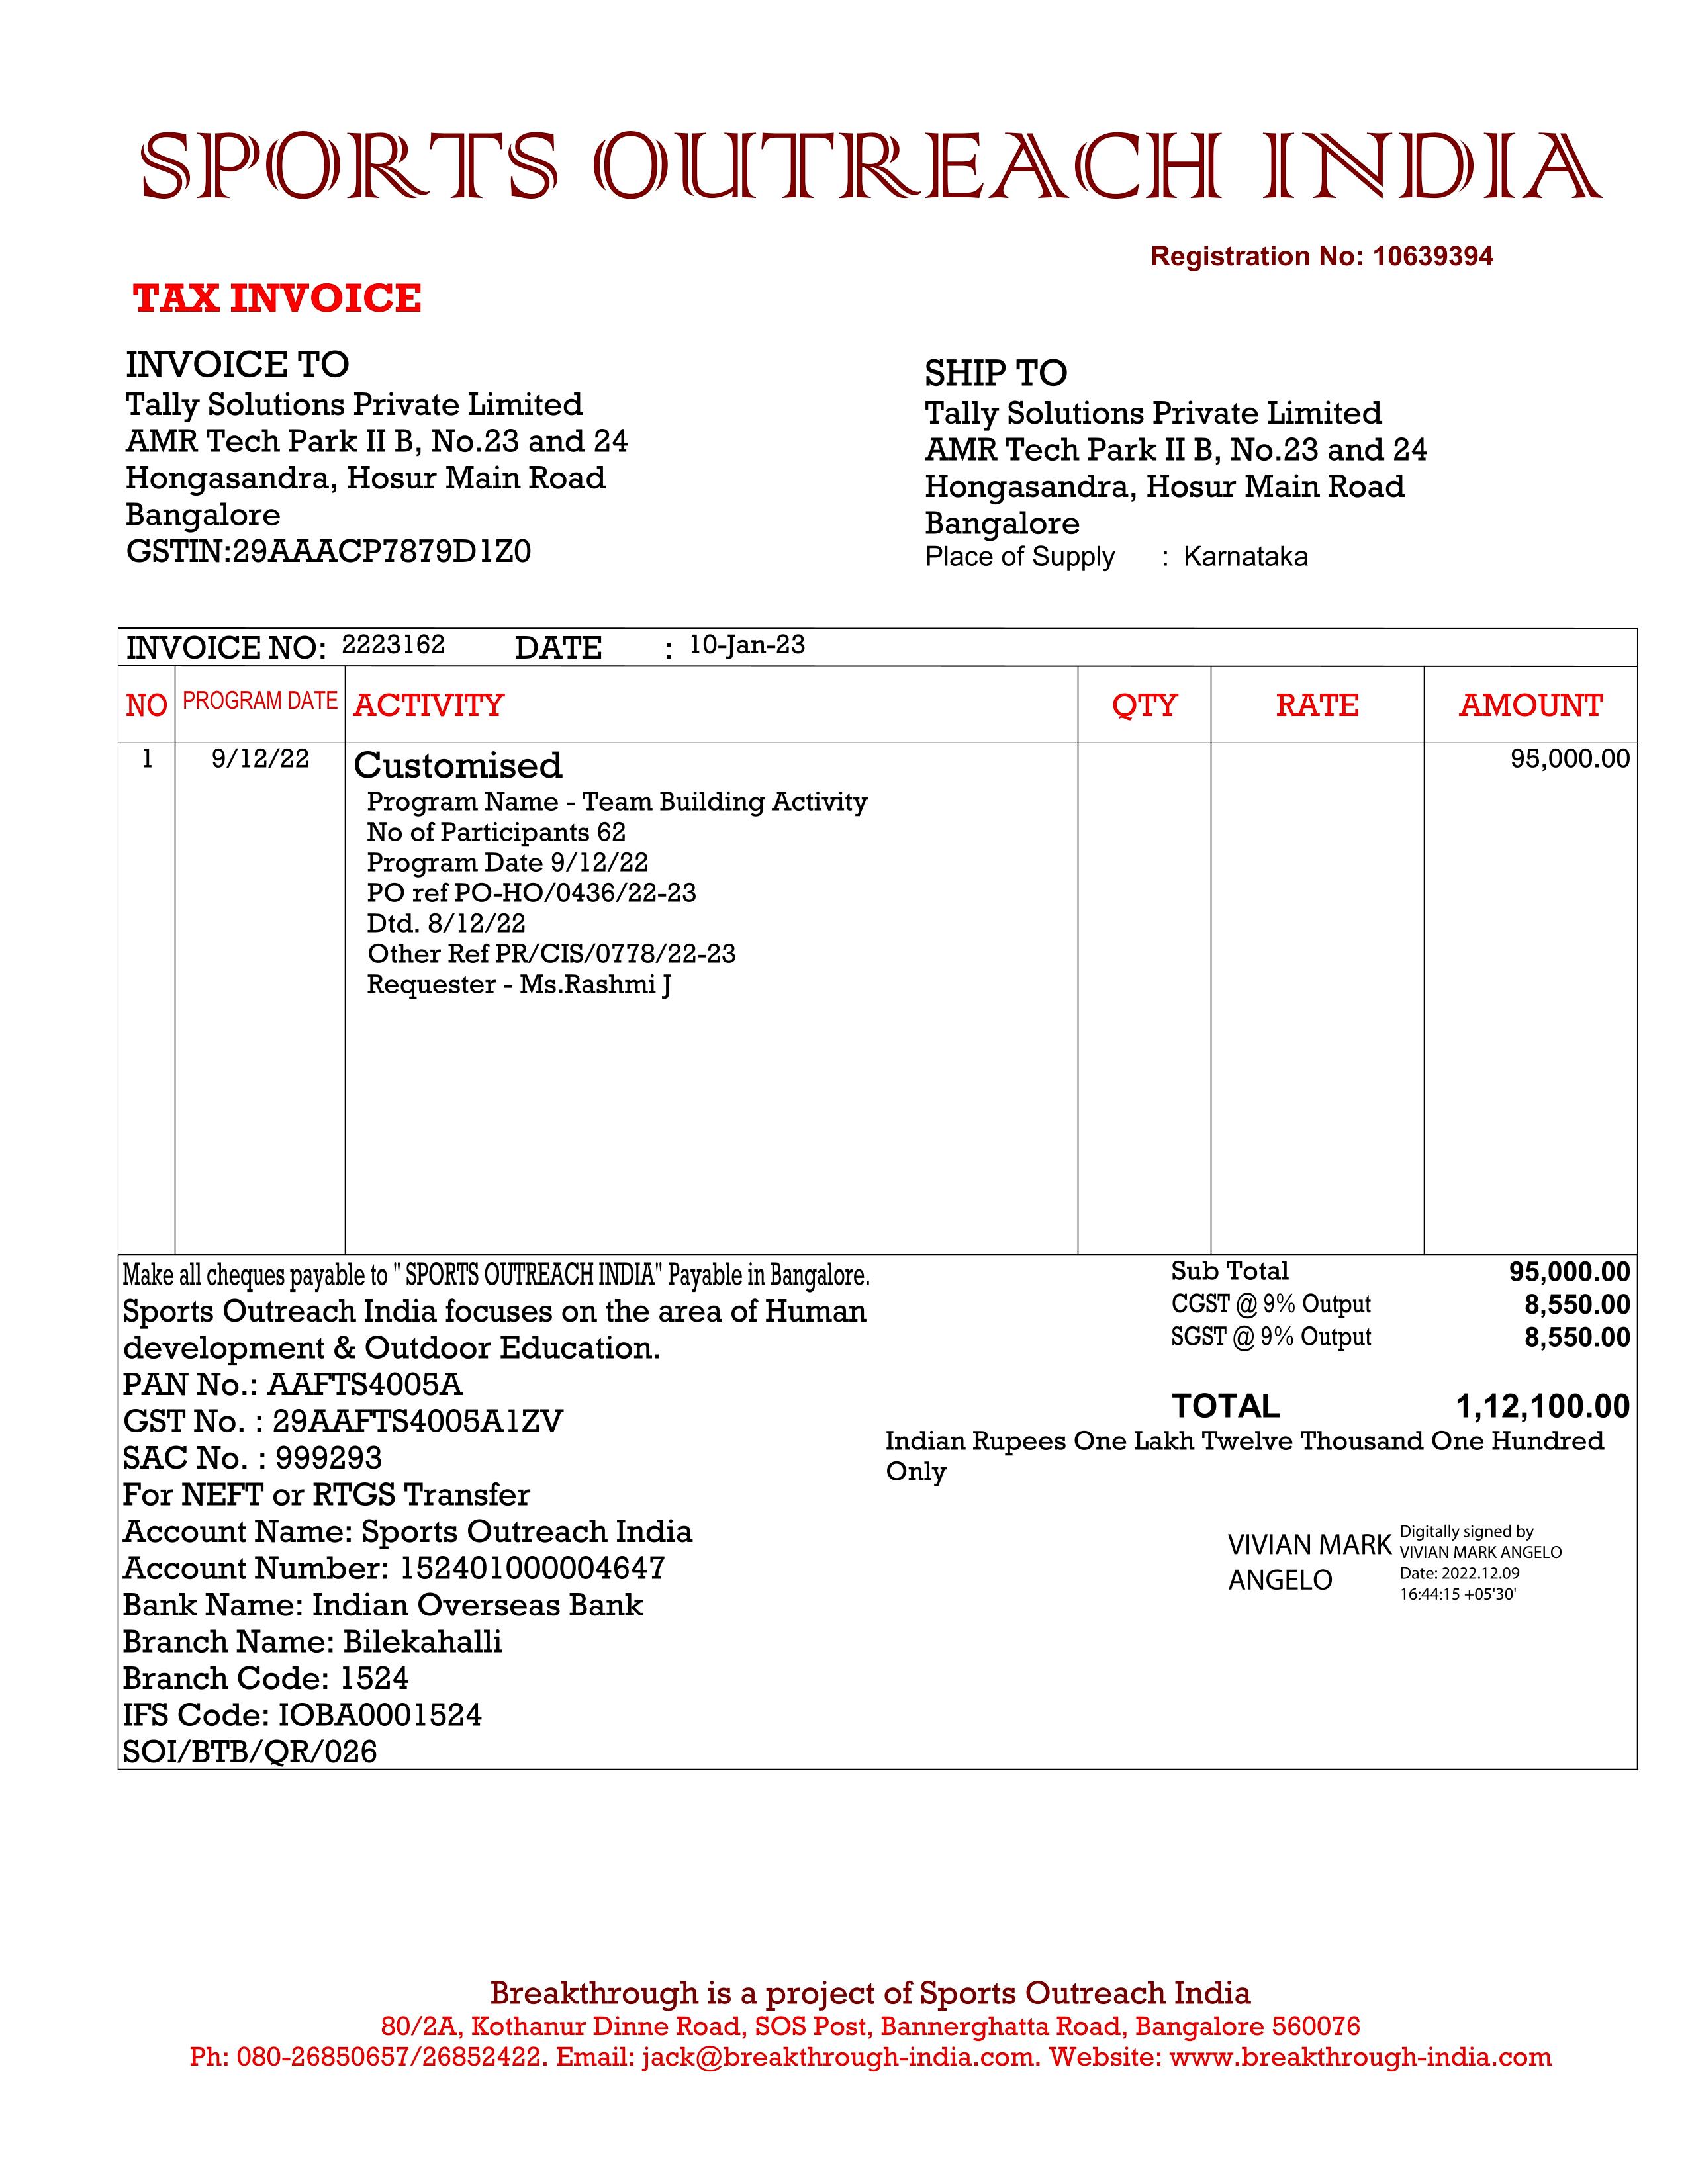 SPORTS OUTREACH INDIA
Registration No: 10639394
TAX INVOICE
INVOICE TO
Tally Solutions Private Limited
AMR Tech Park II B, No.23 and 24
Hongasandra, Hosur Main Road
Bangalore
GSTIN:29AAACP7879D1Z0
SHIP TO
Tally Solutions Private Limited
AMR Tech Park II B, No.23 and 24
Hongasandra, Hosur Main Road
Bangalore
Place of Supply : Karnataka
INVOICE NO: 2223162 DATE : 10-Jan-23
NO PROGRAM DATE ACTIVITY QTY RATE AMOUNT
1 9/12/22 Customised 95,000.00
Program Name - Team Building Activity
No of Participants 62
Program Date 9/12/22
PO ref PO-HO/0436/22-23
Dtd. 8/12/22
Other Ref PR/CIS/0778/22-23
Requester - Ms.Rashmi J
Make all cheques payable to " SPORTS OUTREACH INDIA" Payable in Bangalore.
Sports Outreach India focuses on the area of Human
development & Outdoor Education.
PAN No.: AAFTS4005A
GST No. : 29AAFTS4005A1ZV
SAC No. : 999293
For NEFT or RTGS Transfer
Account Name: Sports Outreach India
Account Number: 152401000004647
Bank Name: Indian Overseas Bank
Branch Name: Bilekahalli
Branch Code: 1524
IFS Code: IOBA0001524
SOI/BTB/QR/026
Sub Total 95,000.00
CGST @ 9% Output 8,550.00
SGST @ 9% Output 8,550.00
TOTAL 1,12,100.00
Indian Rupees One Lakh Twelve Thousand One Hundred
Only
VIVIAN MARK
ANGELO
Digitally signed by
VIVIAN MARK ANGELO
Date: 2022.12.09
16:44:15 +05'30'
Breakthrough is a project of Sports Outreach India
80/2A, Kothanur Dinne Road, SOS Post, Bannerghatta Road, Bangalore 560076
Ph: 080-26850657/26852422. Email: jack@breakthrough-india.com. Website: www.breakthrough-india.com